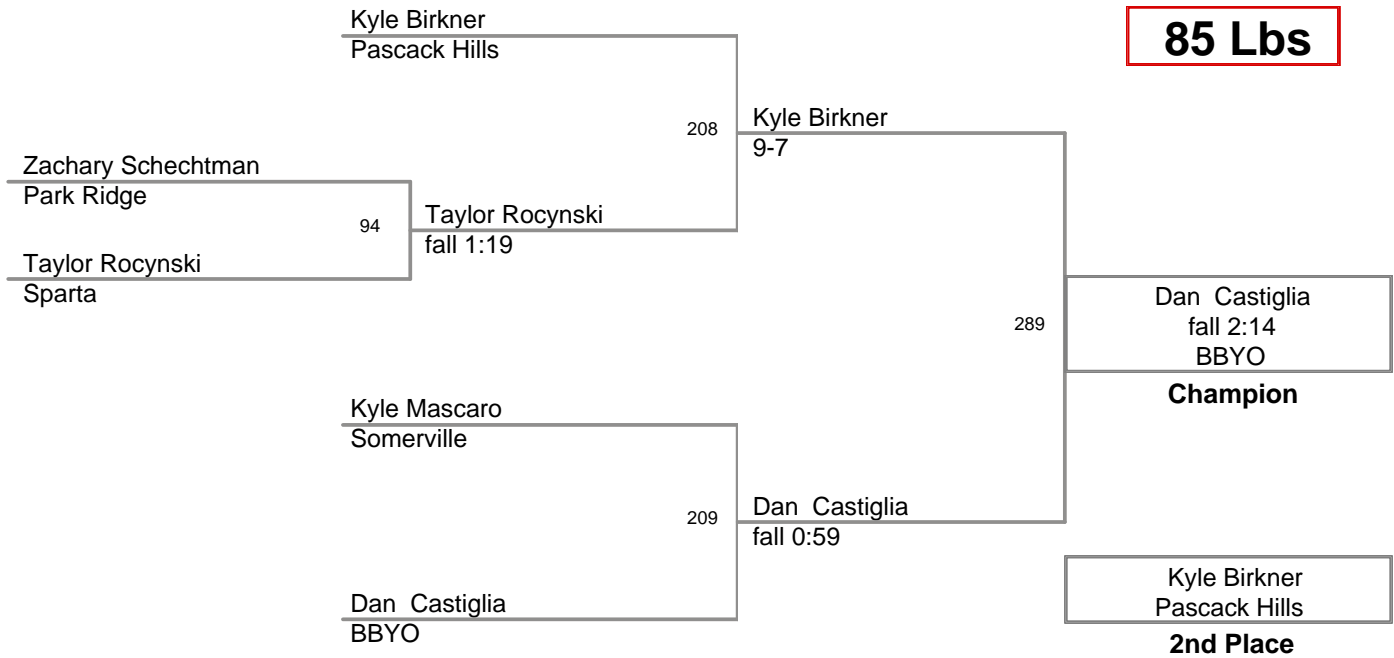 Kyle Birkner
Pascack Hills
85 Lbs
208
Kyle Birkner
9-7
Zachary Schechtman
Park Ridge
94
Taylor Rocynski
fall 1:19
Taylor Rocynski
Sparta
289
Dan Castiglia
fall 2:14
BBYO
Champion
Kyle Mascaro
Somerville
209
Dan Castiglia
fall 0:59
Dan Castiglia
BBYO
Kyle Birkner
Pascack Hills
2nd Place